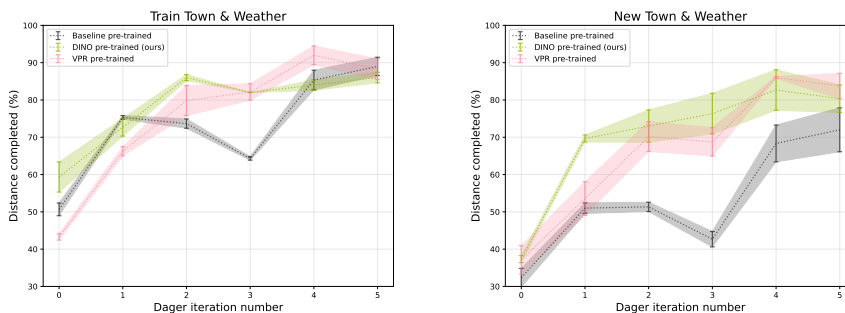 Train Town & Weather
Distance completed (%)
100
90
80
70
60
50
40
30
Baseline pre-trained
DINO pre-trained (ours)
VPR pre-trained
0 1 2 3 4 5
Dager iteration number
New Town & Weather
Distance completed (%)
100
90
80
70
60
50
40
30
Baseline pre-trained
DINO pre-trained (ours)
VPR pre-trained
0 1 2 3 4 5
Dager iteration number